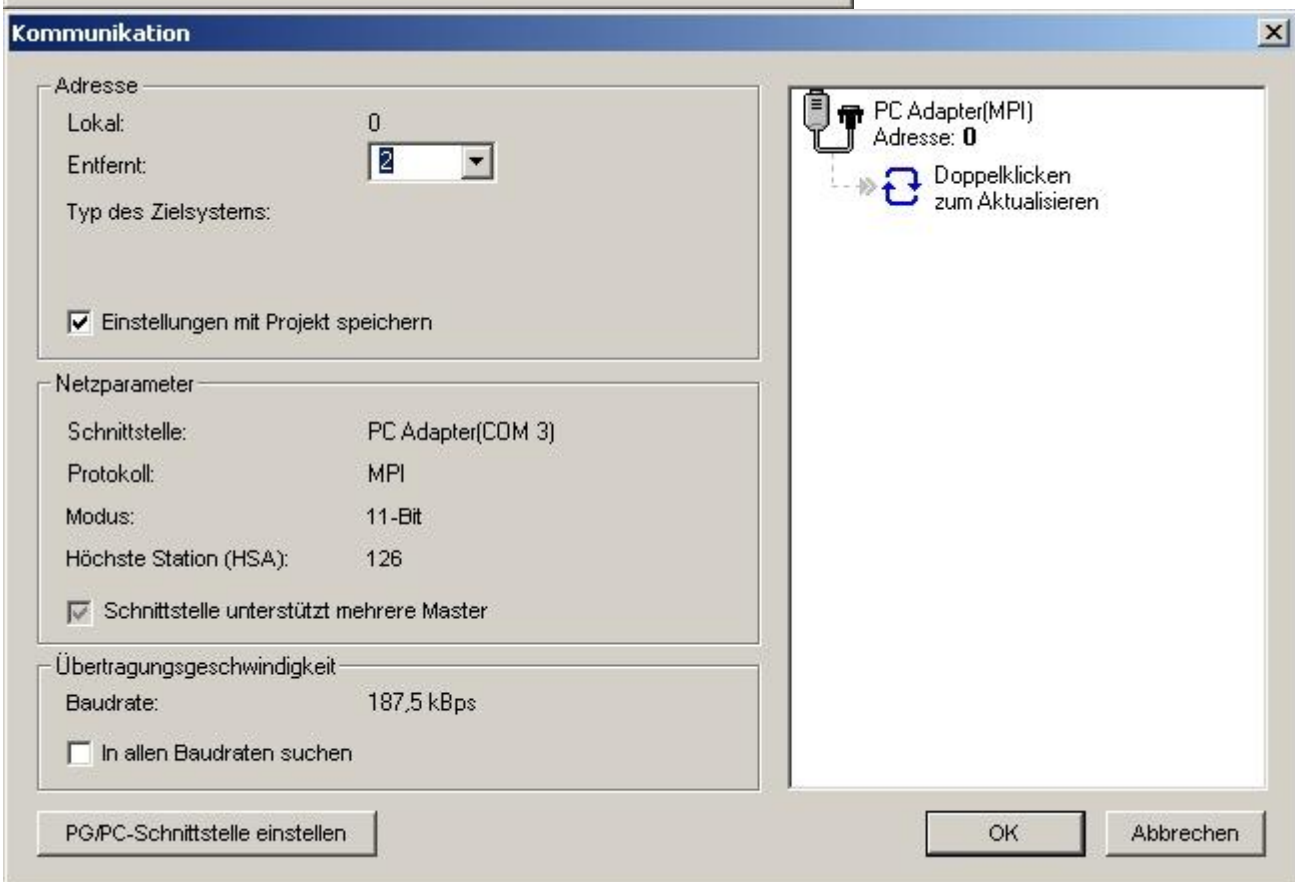 Kommunikation
Adresse
Lokal: 0
Entfernt: 2
Typ des Zielsystems:
Einstellungen mit Projekt speichern
Netzparameter
Schnittstelle: PC Adapter(COM 3)
Protokoll: MPI
Modus: 11-Bit
Höchste Station (HSA): 126
Schnittstelle unterstützt mehrere Master
Übertragungsgeschwindigkeit
Baudrate: 187,5 kBps
In allen Baudraten suchen
PG/PC-Schnittstelle einstellen
PC Adapter(MPI)
Adresse: 0
Doppelklicken
zum Aktualisieren
OK
Abbrechen